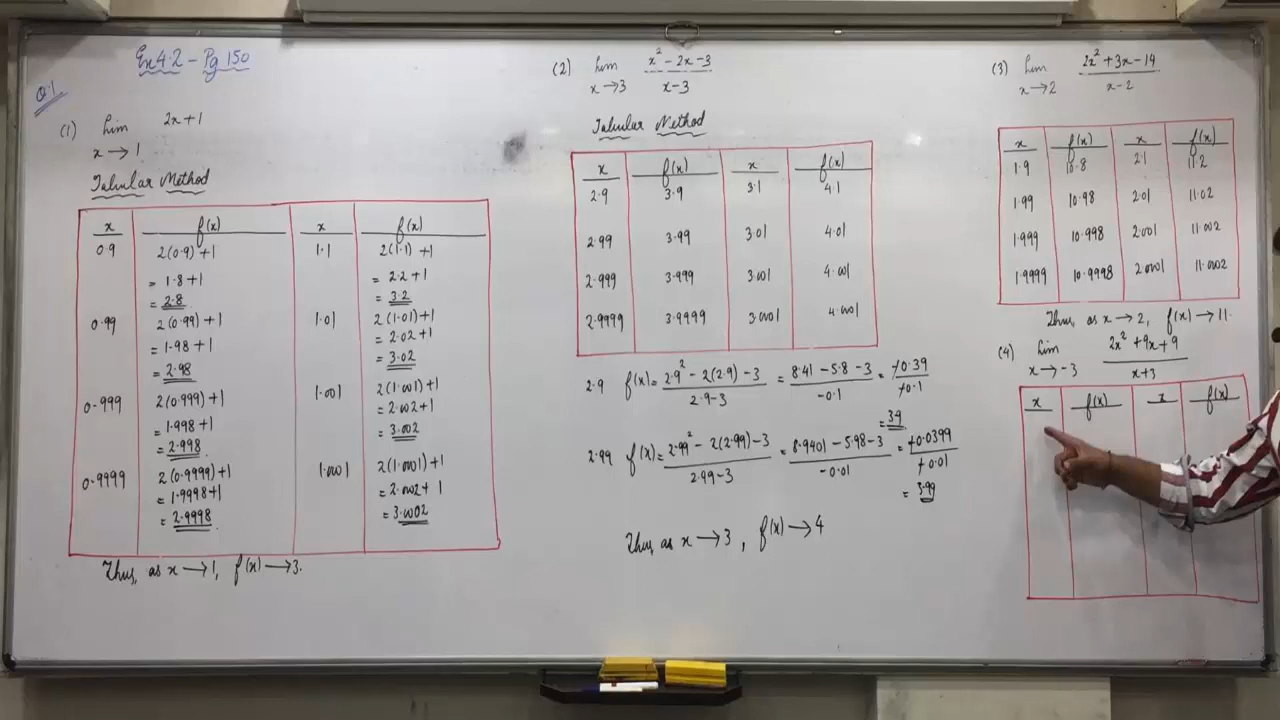 Ex 4.2 - Pg 150
Q.1
(1) Lim 2x+1
x→1
Tabular Method
x f(x) x f(x)
0.9 2(0.9)+1 1.1 2(1.1)+1
= 1.8+1 = 2.2+1
= 2.8 = 3.2
0.99 2(0.99)+1 1.01 2(1.01)+1
= 1.98+1 = 2.02+1
= 2.98 = 3.02
0.999 2(0.999)+1 1.001 2(1.001)+1
= 1.998+1 = 2.002+1
= 2.998 = 3.002
0.9999 2(0.9999)+1 1.0001 2(1.0001)+1
= 1.9998+1 = 2.0002+1
= 2.9998 = 3.0002
Thus, as x→1, f(x)→3.
(2) Lim x²-2x-3
x→3 x-3
Tabular Method
x f(x) x f(x)
2.9 3.9 3.1 4.1
2.99 3.99 3.01 4.01
2.999 3.999 3.001 4.001
2.9999 3.9999 3.0001 4.0001
2.9 f(x) = 2.9² - 2(2.9) - 3 = 8.41 - 5.8 - 3 = -0.39
2.9-3 -0.1 -0.1
= 3.9
2.99 f(x) = 2.99² - 2(2.99) - 3 = 8.9401 - 5.98 - 3 = -0.0399
2.99-3 -0.01 -0.01
= 3.99
Thus, as x→3, f(x)→4
(3) Lim 2x²+3x-14
x→2 x-2
x f(x) x f(x)
1.9 10.8 2.1 11.2
1.99 10.98 2.01 11.02
1.999 10.998 2.001 11.002
1.9999 10.9998 2.0001 11.0002
Thus, as x→2, f(x)→11.
(4) Lim 2x²+9x+9
x→-3 x+3
x f(x) x f(x)